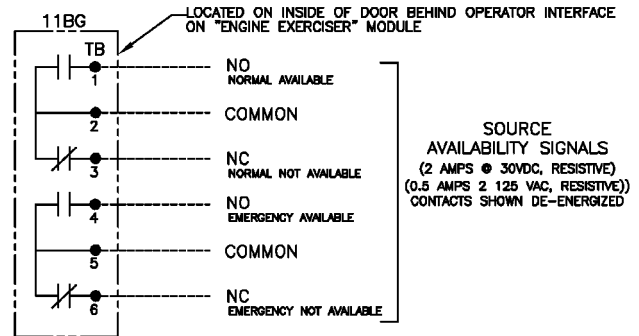 LOCATED ON INSIDE OF DOOR BEHIND OPERATOR INTERFACE
ON "ENGINE EXERCISER" MODULE
11BG
TB
1
NO
NORMAL AVAILABLE
2
COMMON
3
NC
NORMAL NOT AVAILABLE
4
NO
EMERGENCY AVAILABLE
5
COMMON
6
NC
EMERGENCY NOT AVAILABLE
SOURCE
AVAILABILITY SIGNALS
(2 AMPS @ 30VDC, RESISTIVE)
(0.5 AMPS 2 125 VAC, RESISTIVE))
CONTACTS SHOWN DE-ENERGIZED